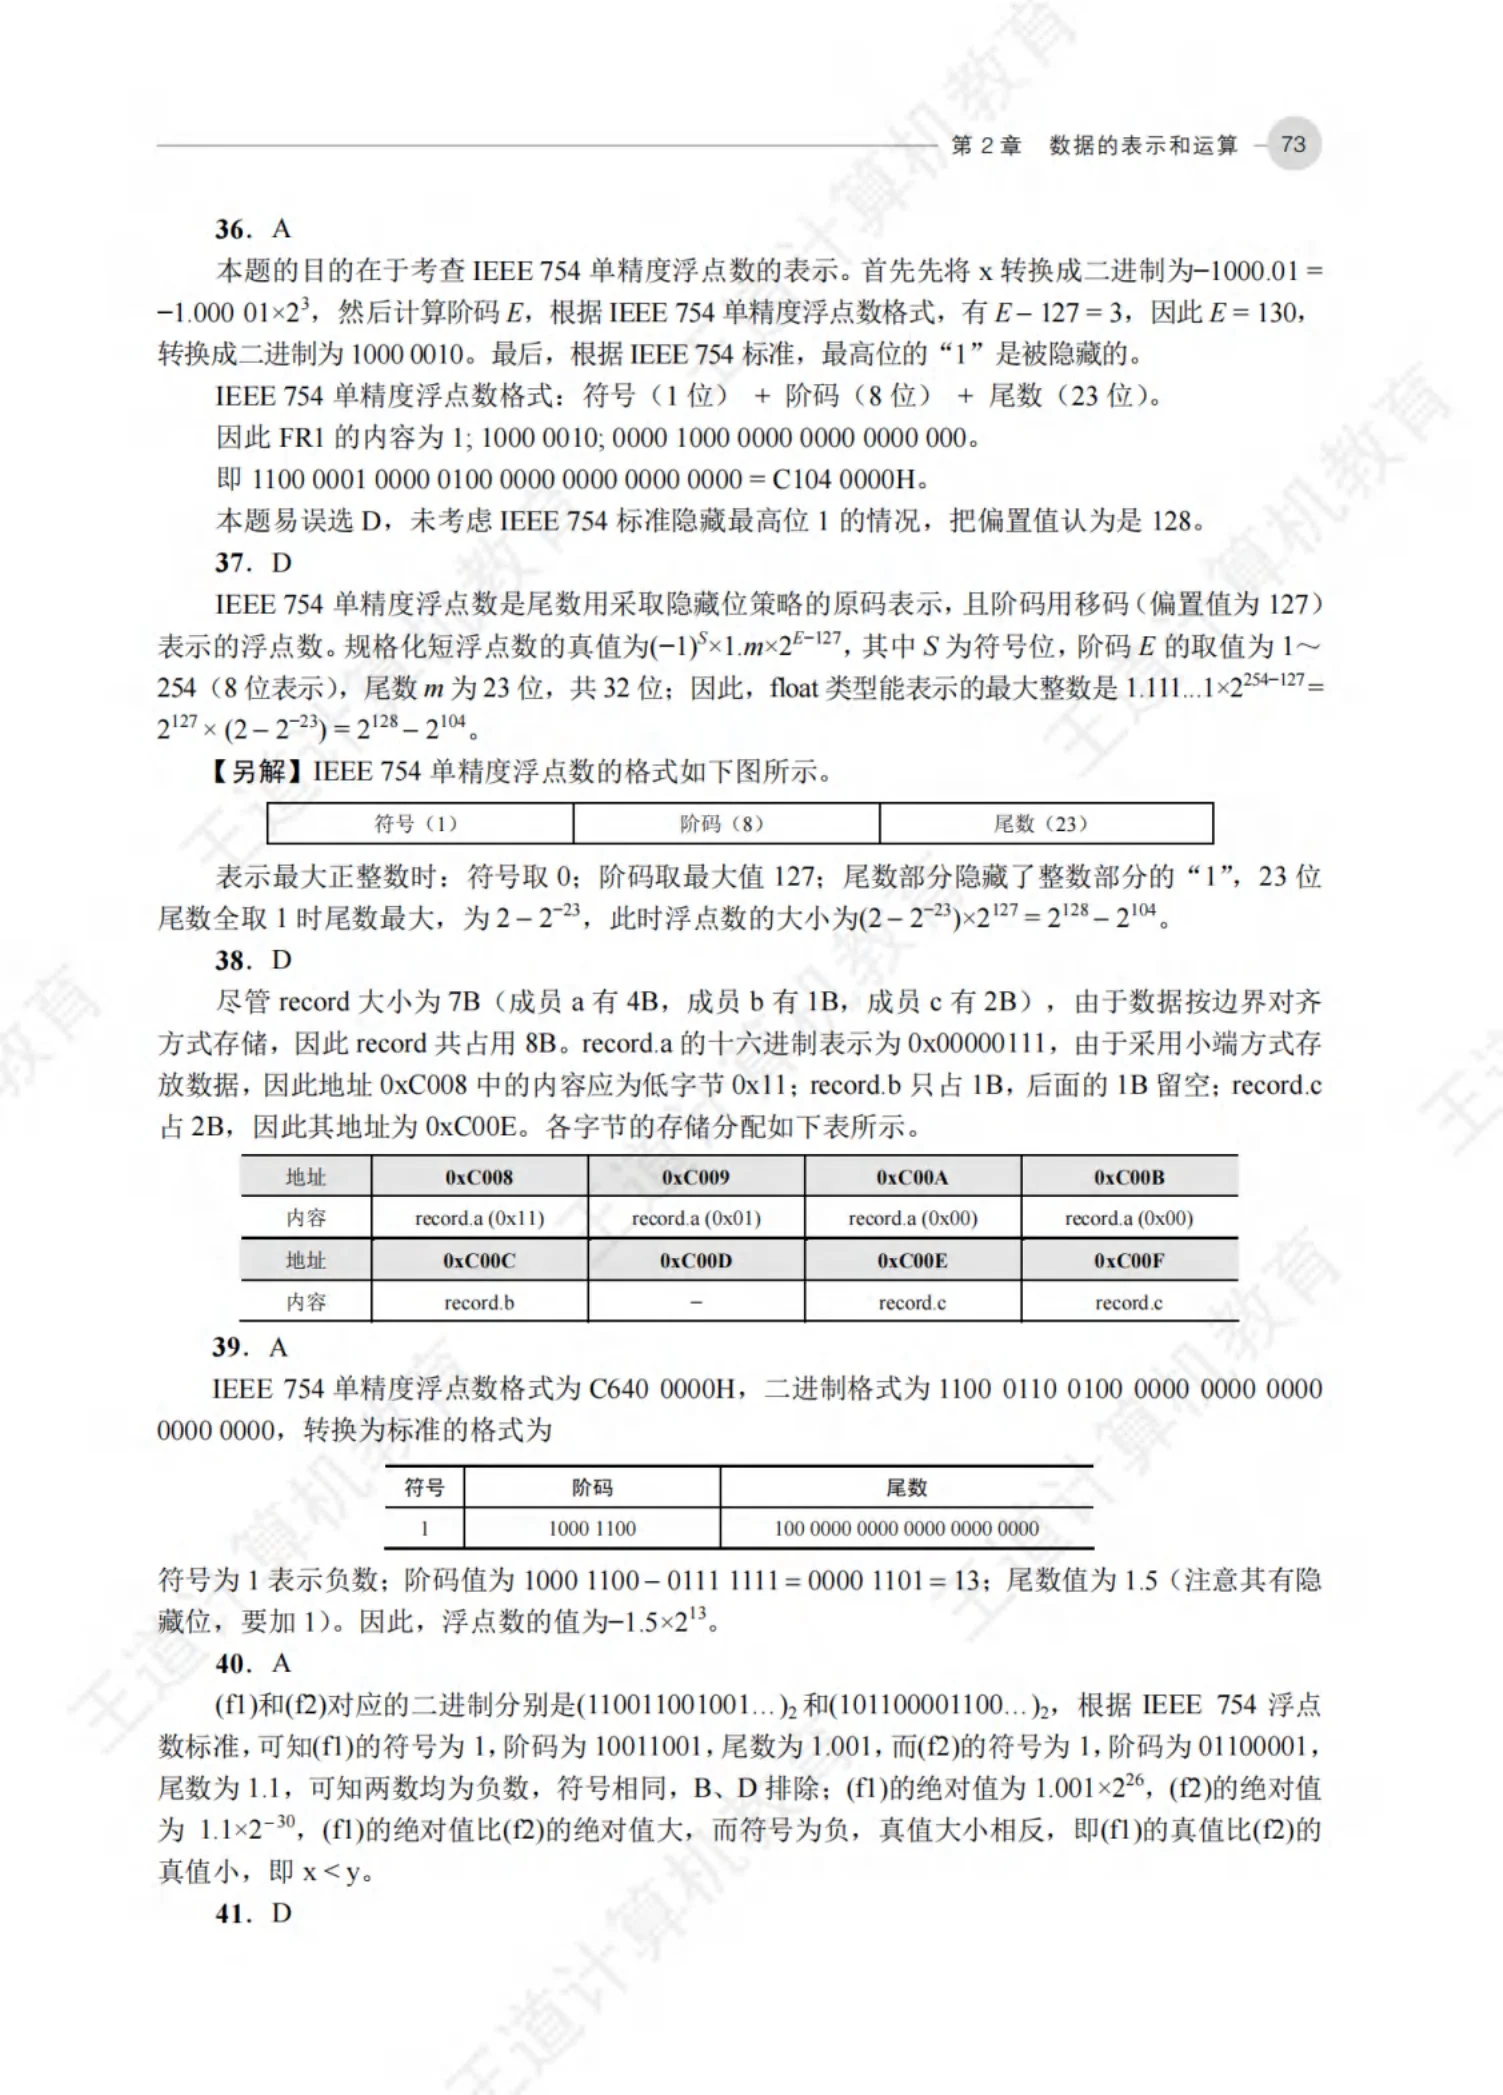 第 2 章 数据的表示和运算 73
36. A
本题的目的在于考查 IEEE 754 单精度浮点数的表示。首先先将 x 转换成二进制为−1000.01 =
−1.000 01×2³，然后计算阶码 E，根据 IEEE 754 单精度浮点数格式，有 E − 127 = 3，因此 E = 130，
转换成二进制为 1000 0010。最后，根据 IEEE 754 标准，最高位的“1”是被隐藏的。
IEEE 754 单精度浮点数格式：符号（1 位） + 阶码（8 位） + 尾数（23 位）。
因此 FR1 的内容为 1; 1000 0010; 0000 1000 0000 0000 0000 000。
即 1100 0001 0000 0100 0000 0000 0000 0000 = C104 0000H。
本题易误选 D，未考虑 IEEE 754 标准隐藏最高位 1 的情况，把偏置值认为是 128。
37. D
IEEE 754 单精度浮点数是尾数用采取隐藏位策略的原码表示，且阶码用移码（偏置值为 127）
表示的浮点数。规格化短浮点数的真值为(−1)ˢ×1.m×2ᴱ⁻¹²⁷，其中 S 为符号位，阶码 E 的取值为 1～
254（8 位表示），尾数 m 为 23 位，共 32 位；因此，float 类型能表示的最大整数是 1.111...1×2²⁵⁴⁻¹²⁷ =
2¹²⁷ × (2 − 2⁻²³) = 2¹²⁸ − 2¹⁰⁴。
【另解】IEEE 754 单精度浮点数的格式如下图所示。
符号（1） 阶码（8） 尾数（23）
表示最大正整数时：符号取 0；阶码取最大值 127；尾数部分隐藏了整数部分的“1”，23 位
尾数全取 1 时尾数最大，为 2 − 2⁻²³，此时浮点数的大小为(2 − 2⁻²³)×2¹²⁷ = 2¹²⁸ − 2¹⁰⁴。
38. D
尽管 record 大小为 7B（成员 a 有 4B，成员 b 有 1B，成员 c 有 2B），由于数据按边界对齐
方式存储，因此 record 共占用 8B。record.a 的十六进制表示为 0x00000111，由于采用小端方式存
放数据，因此地址 0xC008 中的内容应为低字节 0x11；record.b 只占 1B，后面的 1B 留空；record.c
占 2B，因此其地址为 0xC00E。各字节的存储分配如下表所示。
地址 0xC008 0xC009 0xC00A 0xC00B
内容 record.a (0x11) record.a (0x01) record.a (0x00) record.a (0x00)
地址 0xC00C 0xC00D 0xC00E 0xC00F
内容 record.b − record.c record.c
39. A
IEEE 754 单精度浮点数格式为 C640 0000H，二进制格式为 1100 0110 0100 0000 0000 0000
0000 0000，转换为标准的格式为
符号 阶码 尾数
1 1000 1100 100 0000 0000 0000 0000 0000
符号为 1 表示负数；阶码值为 1000 1100 − 0111 1111 = 0000 1101 = 13；尾数值为 1.5（注意其有隐
藏位，要加 1）。因此，浮点数的值为−1.5×2¹³。
40. A
(f1)和(f2)对应的二进制分别是(110011001001…)₂ 和(101100001100…)₂，根据 IEEE 754 浮点
数标准，可知(f1)的符号为 1，阶码为 10011001，尾数为 1.001，而(f2)的符号为 1，阶码为 01100001，
尾数为 1.1，可知两数均为负数，符号相同，B、D 排除；(f1)的绝对值为 1.001×2²⁶，(f2)的绝对值
为 1.1×2⁻³⁰，(f1)的绝对值比(f2)的绝对值大，而符号为负，真值大小相反，即(f1)的真值比(f2)的
真值小，即 x < y。
41. D
王道计算机教育